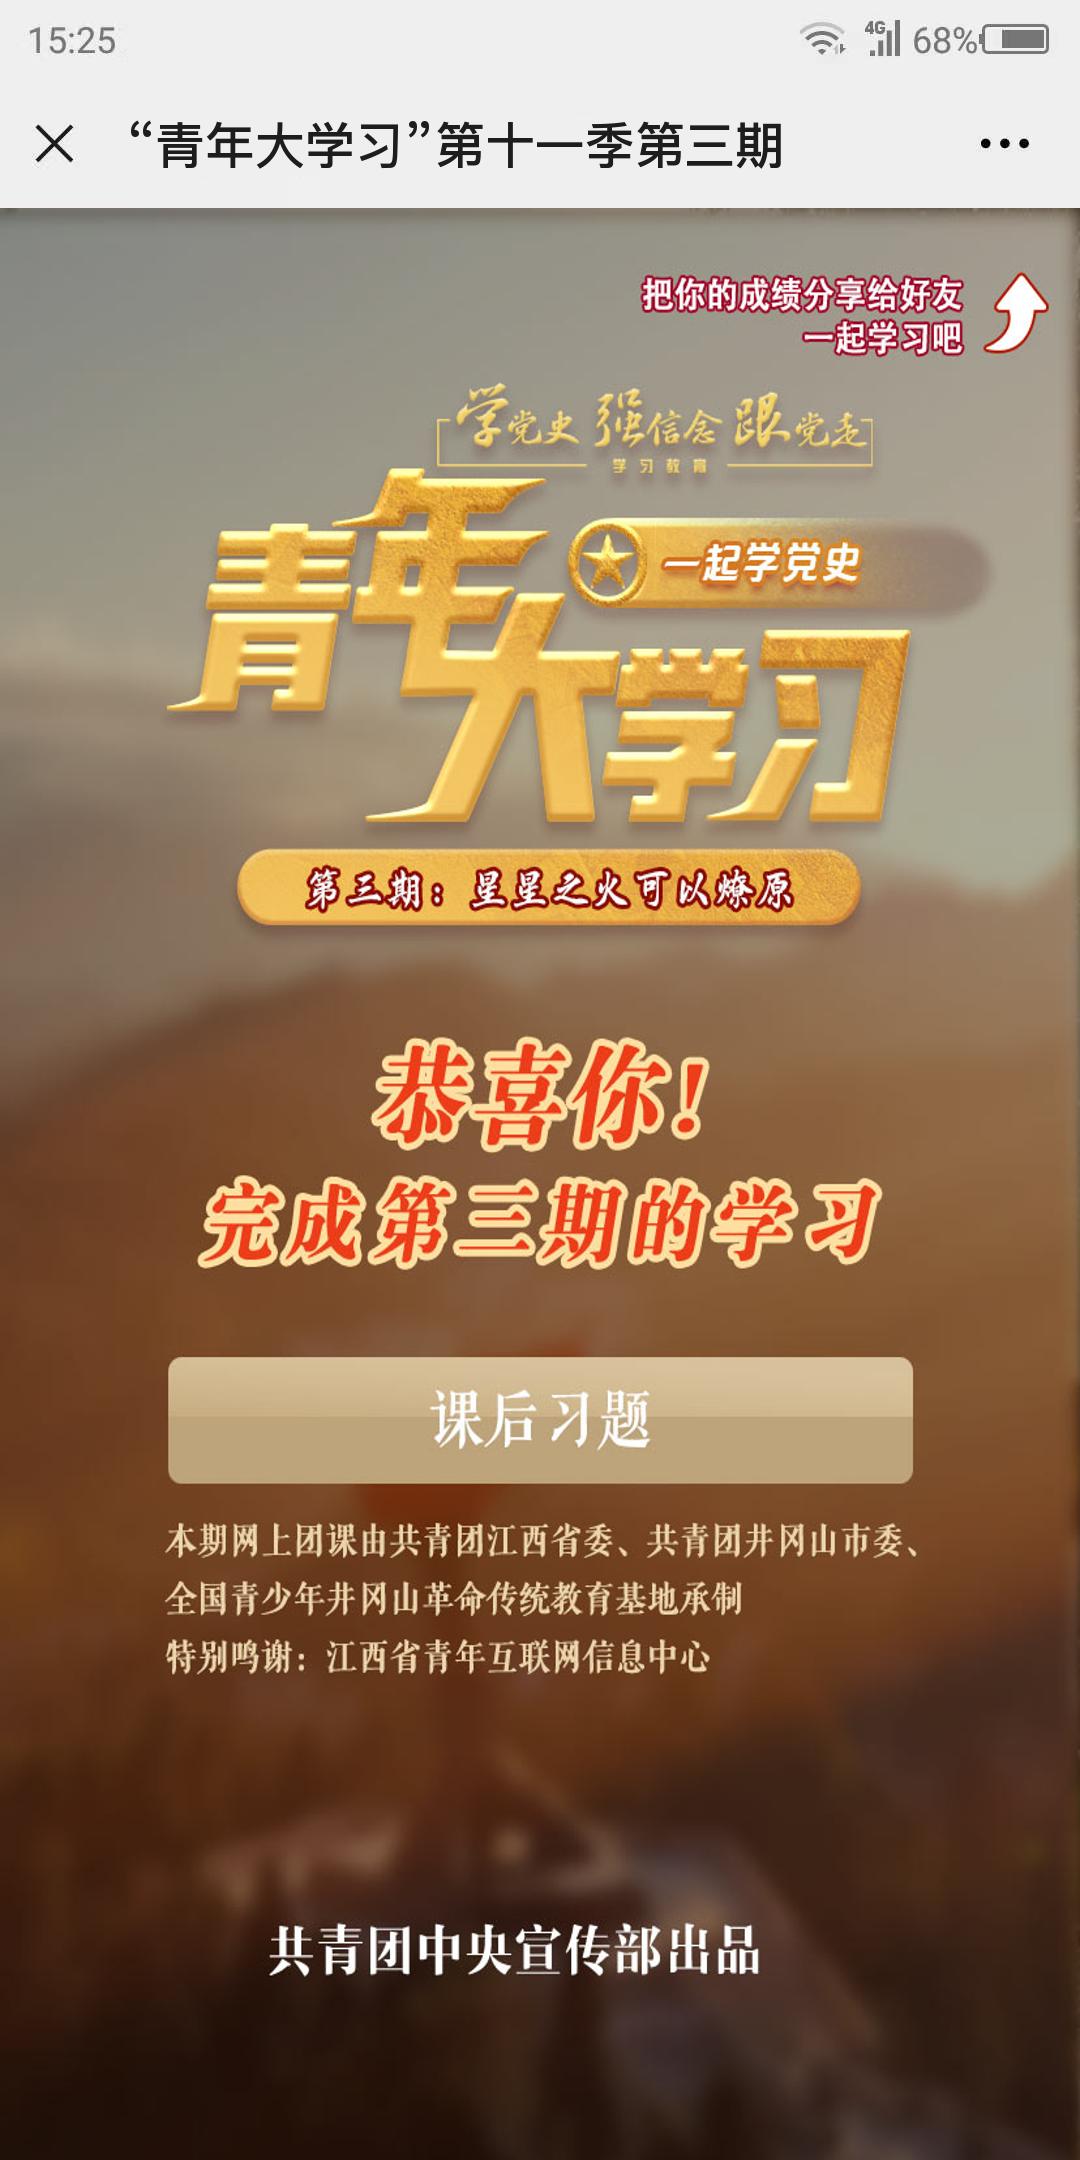 15:25
4G
68%
“青年大学习”第十一季第三期
把你的成绩分享给好友
一起学习吧
学党史 强信念 跟党走
学习教育
青年大学习
一起学党史
第三期：星星之火可以燎原
恭喜你！
完成第三期的学习
课后习题
本期网上团课由共青团江西省委、共青团井冈山市委、
全国青少年井冈山革命传统教育基地承制
特别鸣谢：江西省青年互联网信息中心
共青团中央宣传部出品